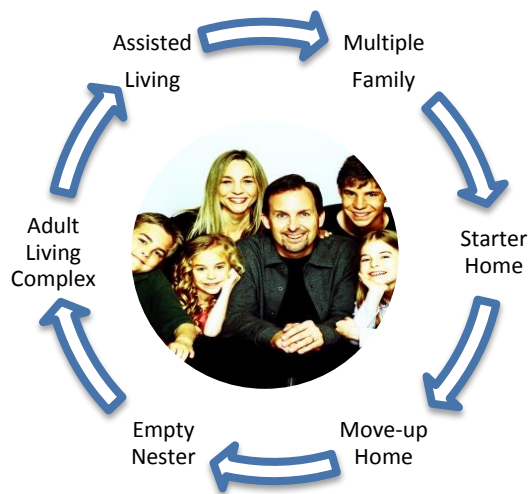 Assisted
Living
Multiple
Family
Starter
Home
Move-up
Home
Empty
Nester
Adult
Living
Complex